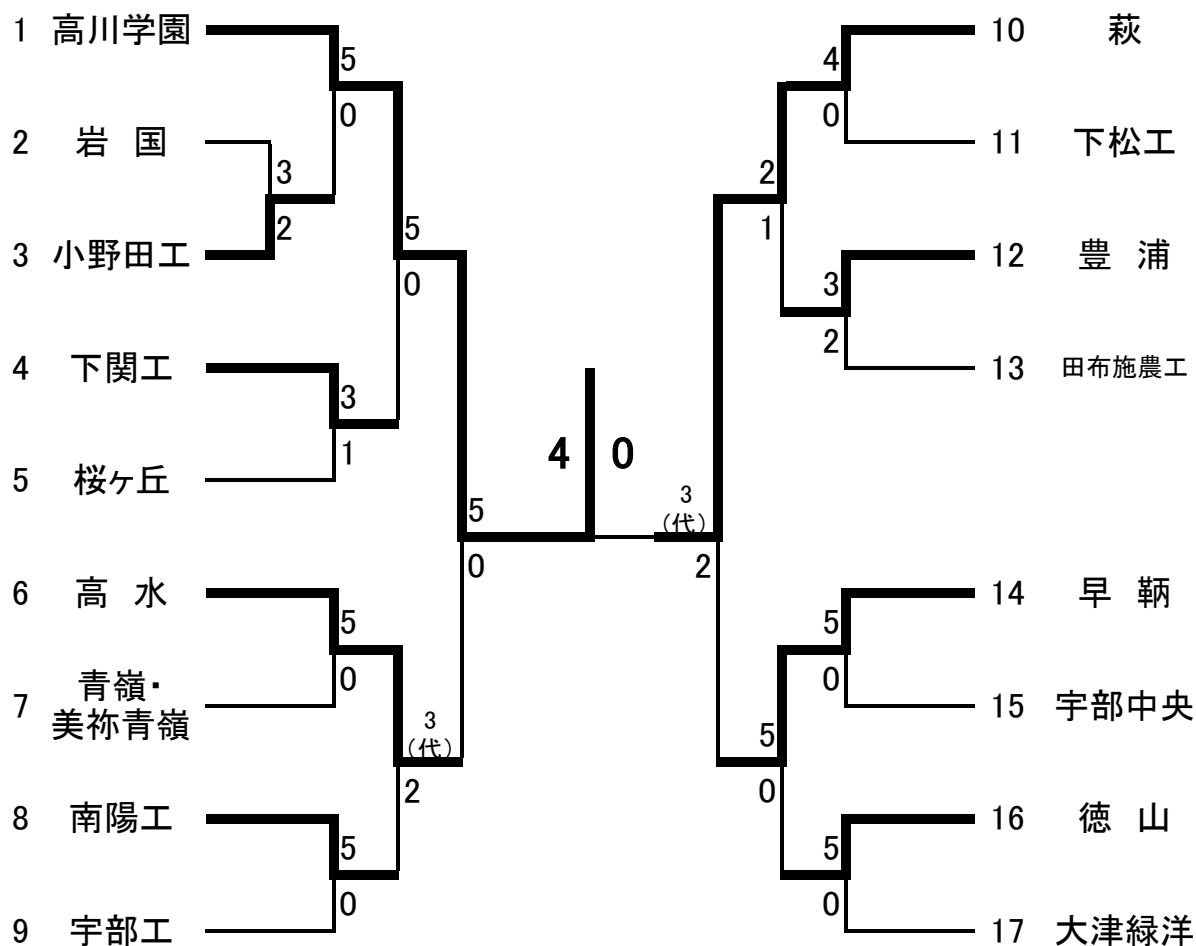 1 高川学園
5
0
2 岩 国
3
2
3 小野田工
5
0
4 下関工
3
1
5 桜ヶ丘
5
0
6 高 水
5
0
7 青嶺・
美祢青嶺
3
(代)
2
8 南陽工
5
0
9 宇部工
4 0
10 萩
4
0
11 下松工
2
1
12 豊 浦
3
2
13 田布施農工
3
(代)
2
14 早 鞆
5
0
15 宇部中央
5
0
16 徳 山
5
0
17 大津緑洋